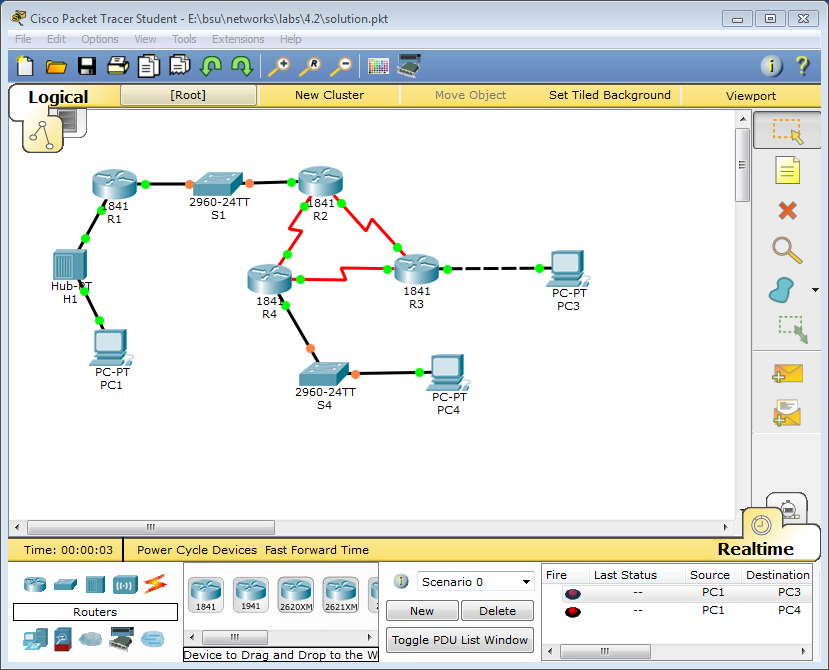 Cisco Packet Tracer Student - E:\bsu\networks\labs\4.2\solution.pkt
File Edit Options View Tools Extensions Help
Logical [Root] New Cluster Move Object Set Tiled Background Viewport
1841
R1
2960-24TT
S1
1841
R2
Hub-PT
H1
1841
R4
1841
R3
PC-PT
PC3
PC-PT
PC1
2960-24TT
S4
PC-PT
PC4
Time: 00:00:03 Power Cycle Devices Fast Forward Time
Realtime
Routers
1841 1941 2620XM 2621XM
Device to Drag and Drop to the W
Scenario 0
New Delete
Toggle PDU List Window
Fire Last Status Source Destination
-- PC1 PC3
-- PC1 PC4